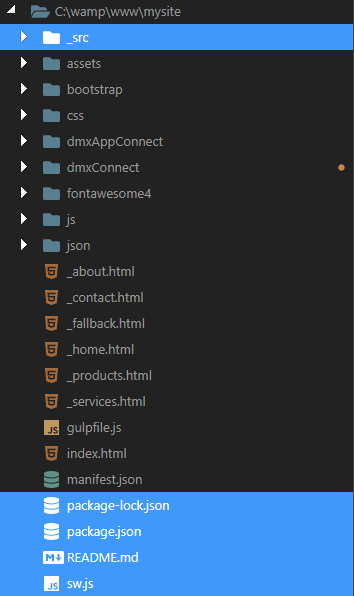 C:\wamp\www\mysite
_src
assets
bootstrap
css
dmxAppConnect
dmxConnect
fontawesome4
js
json
_about.html
_contact.html
_fallback.html
_home.html
_products.html
_services.html
JS gulpfile.js
index.html
manifest.json
package-lock.json
package.json
README.md
JS sw.js